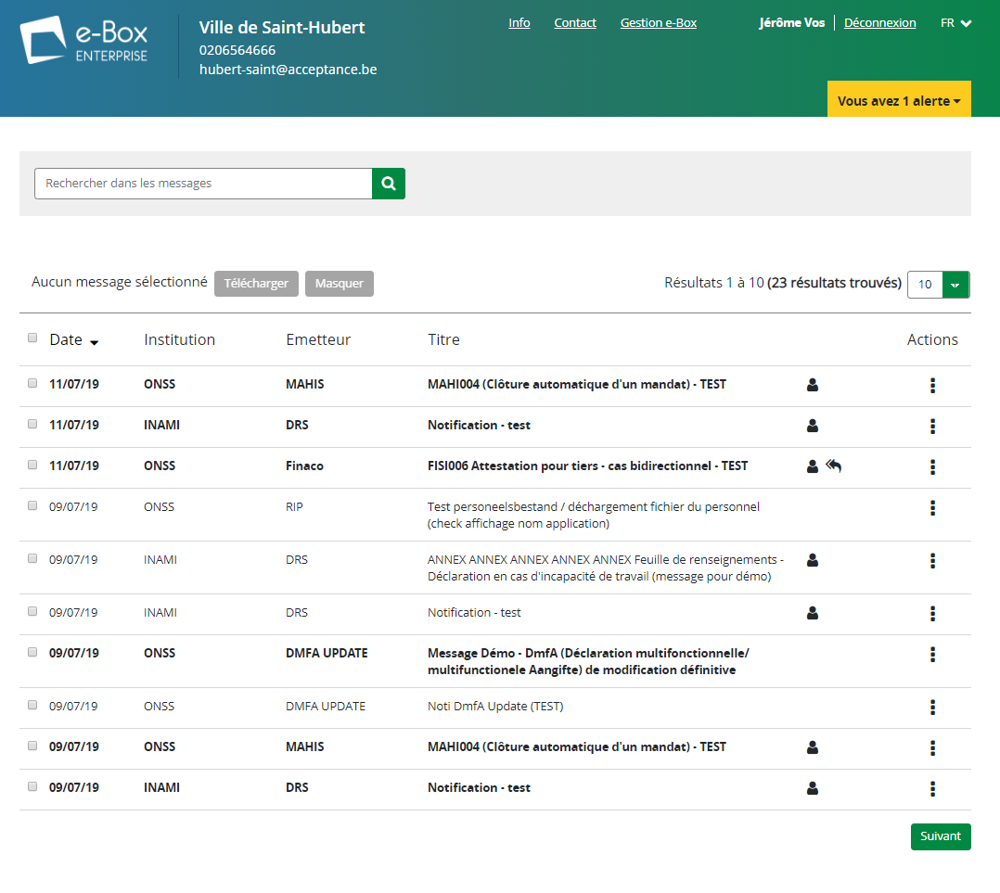 e-Box
ENTERPRISE
Ville de Saint-Hubert
0206564666
hubert-saint@acceptance.be
Info Contact Gestion e-Box
Jérôme Vos Déconnexion FR
Vous avez 1 alerte
Rechercher dans les messages
Aucun message sélectionné Télécharger Masquer Résultats 1 à 10 (23 résultats trouvés) 10
Date Institution Emetteur Titre Actions
11/07/19 ONSS MAHIS MAHI004 (Clôture automatique d'un mandat) - TEST
11/07/19 INAMI DRS Notification - test
11/07/19 ONSS Finaco FISI006 Attestation pour tiers - cas bidirectionnel - TEST
09/07/19 ONSS RIP Test personeelsbestand / déchargement fichier du personnel
(check affichage nom application)
09/07/19 INAMI DRS ANNEX ANNEX ANNEX ANNEX ANNEX Feuille de renseignements -
Déclaration en cas d'incapacité de travail (message pour démo)
09/07/19 INAMI DRS Notification - test
09/07/19 ONSS DMFA UPDATE Message Démo - DmfA (Déclaration multifonctionnelle/
multifunctionele Aangifte) de modification définitive
09/07/19 ONSS DMFA UPDATE Noti DmfA Update (TEST)
09/07/19 ONSS MAHIS MAHI004 (Clôture automatique d'un mandat) - TEST
09/07/19 INAMI DRS Notification - test
Suivant